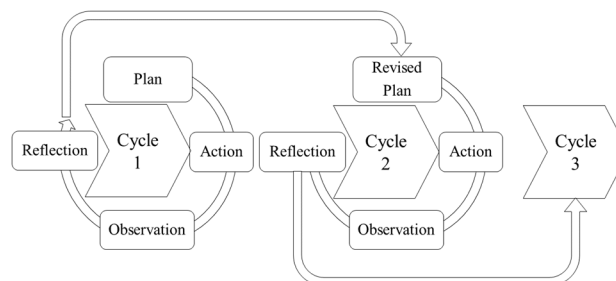 Plan
Cycle
1
Reflection
Action
Observation
Revised
Plan
Cycle
2
Reflection
Action
Observation
Cycle
3